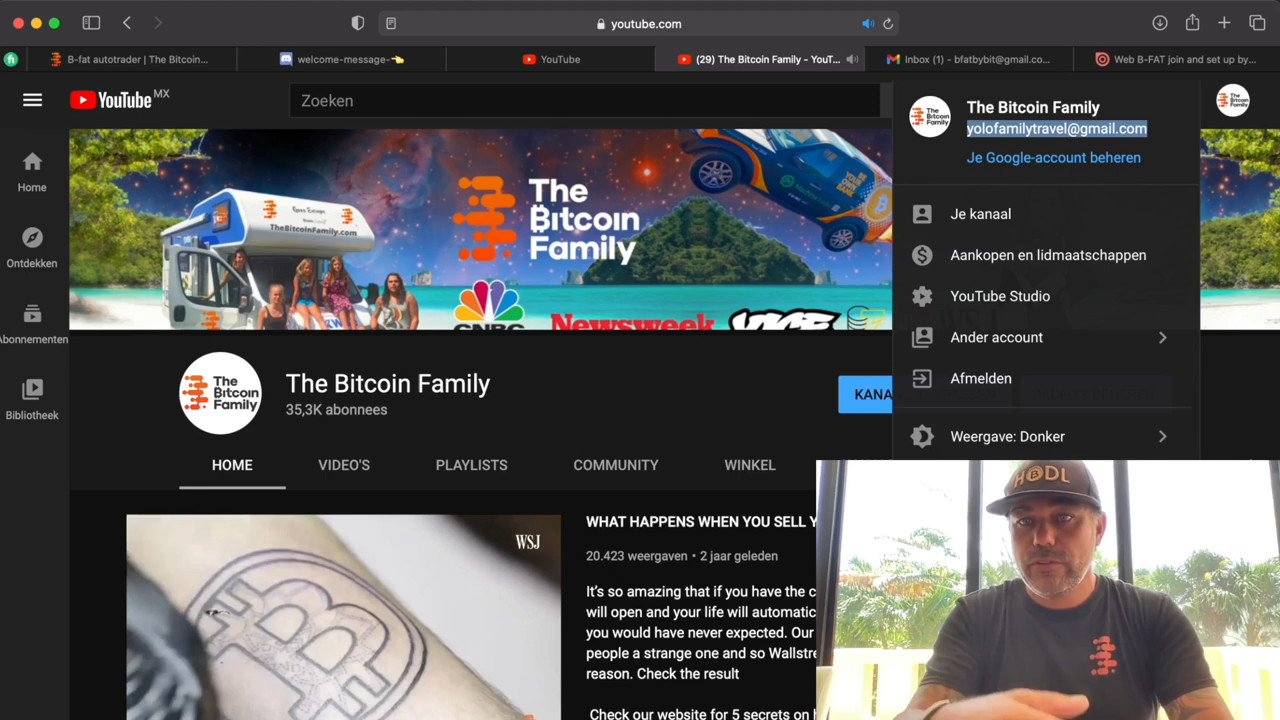 youtube.com
B-fat autotrader | The Bitcoin...
welcome-message-
YouTube
(29) The Bitcoin Family - YouT...
Inbox (1) - bfatbybit@gmail.co...
Web B-FAT join and set up by...
YouTube MX
Zoeken
The Bitcoin Family
yolofamilytravel@gmail.com
Je Google-account beheren
Je kanaal
Aankopen en lidmaatschappen
YouTube Studio
Ander account
Afmelden
Weergave: Donker
Home
Ontdekken
Abonnementen
Bibliotheek
TheBitcoinFamily.com
The
Bitcoin
Family
CNBC
Newsweek
VICE
The
Bitcoin
Family
The Bitcoin Family
35,3K abonnees
KANA
HOME
VIDEO'S
PLAYLISTS
COMMUNITY
WINKEL
WSJ
WHAT HAPPENS WHEN YOU SELL Y
20.423 weergaven • 2 jaar geleden
It's so amazing that if you have the c
will open and your life will automatic
you would have never expected. Our
people a strange one and so Wallstre
reason. Check the result
Check our website for 5 secrets on h
HODL